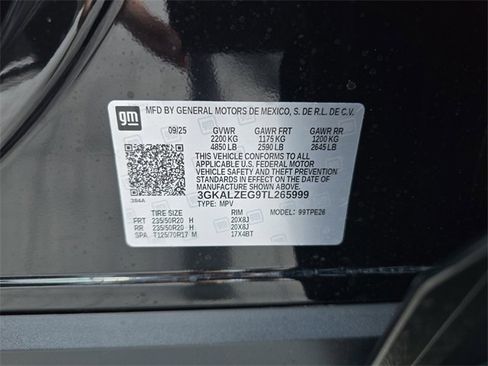 gm
MFD BY GENERAL MOTORS DE MEXICO, S. DE R.L. DE C.V.
09/25 GVWR GAWR FRT GAWR RR
2200 KG 1175 KG 1200 KG
4850 LB 2590 LB 2645 LB
THIS VEHICLE CONFORMS TO ALL
APPLICABLE U.S. FEDERAL MOTOR
VEHICLE SAFETY AND THEFT
PREVENTION STANDARDS IN EFFECT
ON THE DATE OF MANUFACTURE
SHOWN ABOVE.
3GKALZEG9TL265999
384A TYPE: MPV MODEL: 99TPE26
TIRE SIZE RIM
FRT 235/50R20 H 20X8J
RR 235/50R20 H 20X8J
SPA. T125/70R17 M 17X4BT